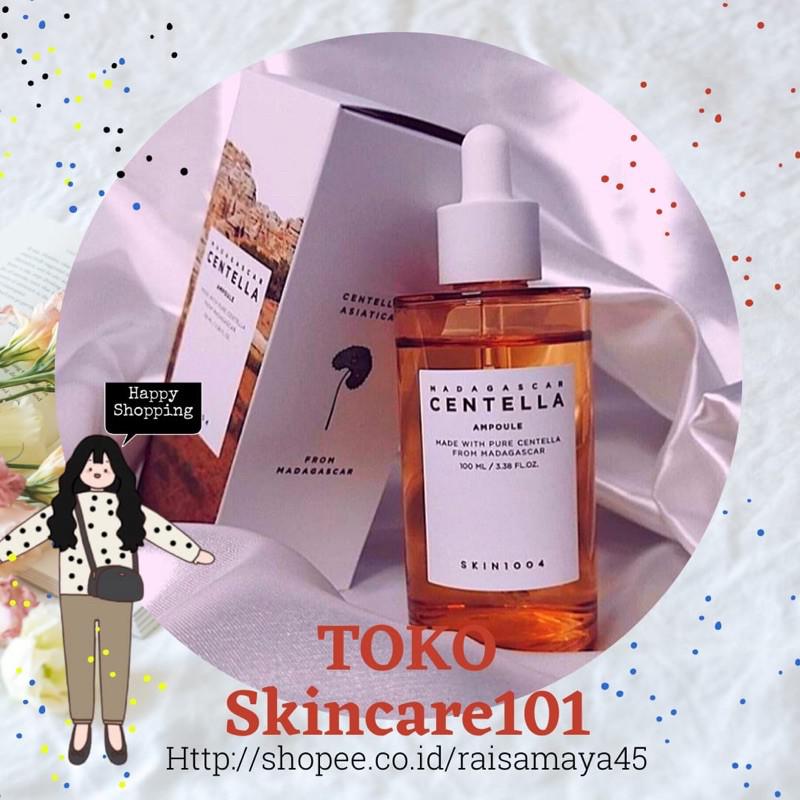 MADAGASCAR
CENTELLA
AMPOULE
CENTELLA
ASIATICA
FROM
MADAGASCAR
MADAGASCAR
CENTELLA
AMPOULE
MADE WITH PURE CENTELLA
FROM MADAGASCAR
100 ML / 3.38 FL.OZ.
SKIN1004
Happy
Shopping
TOKO
Skincare101
Http://shopee.co.id/raisamaya45